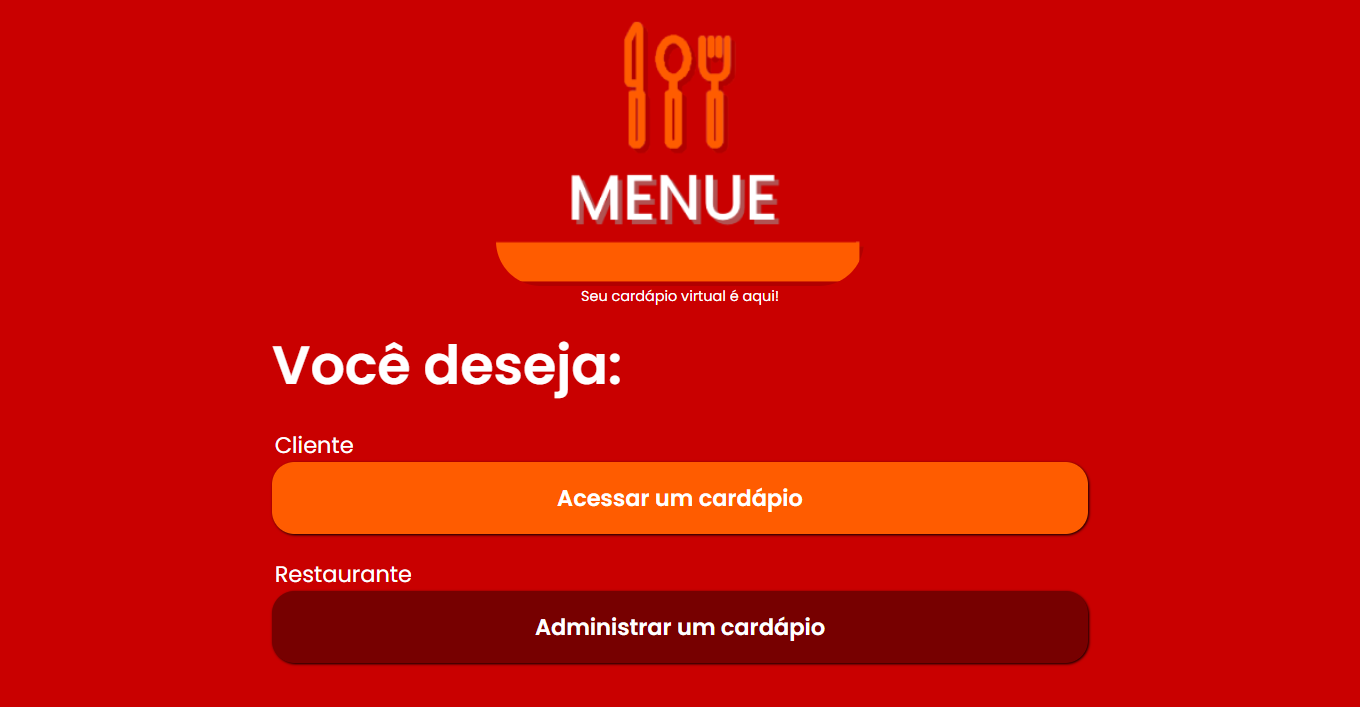 MENUE
Seu cardápio virtual é aqui!
Você deseja:
Cliente
Acessar um cardápio
Restaurante
Administrar um cardápio